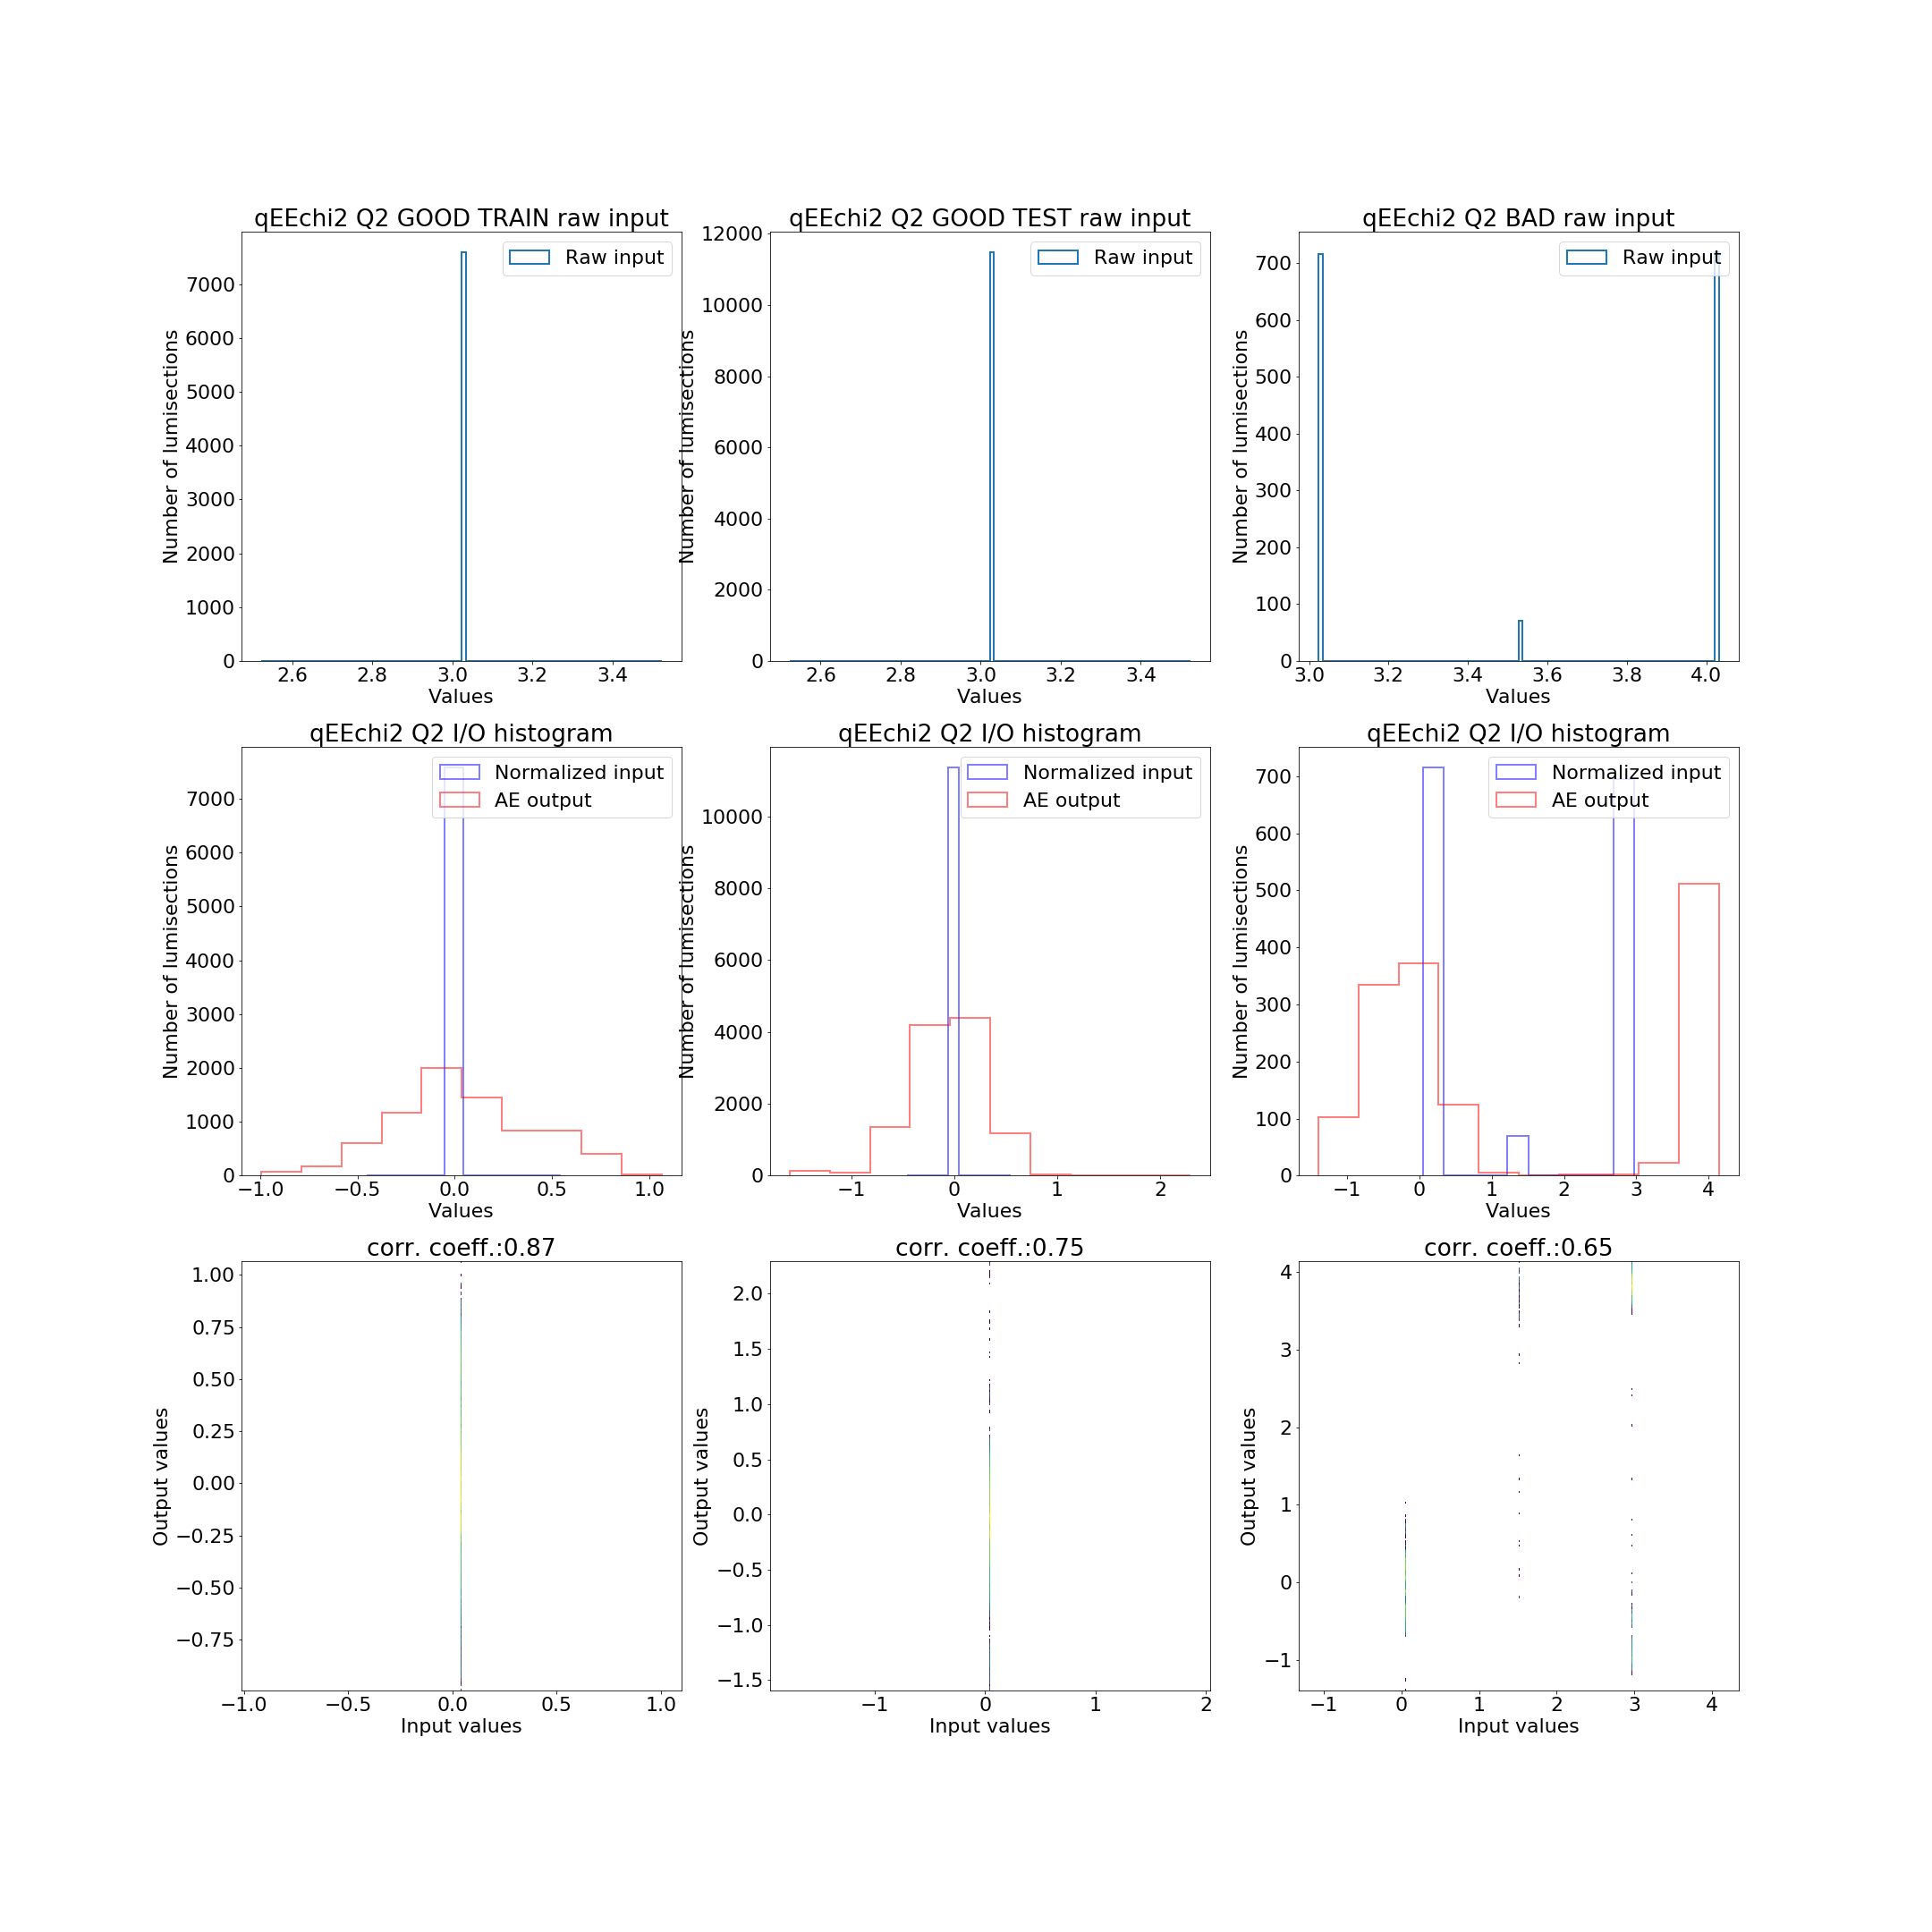 qEEchi2 Q2 GOOD TRAIN raw input
Raw input
Number of lumisections
7000
6000
5000
4000
3000
2000
1000
0
2.6 2.8 3.0 3.2 3.4
Values
qEEchi2 Q2 GOOD TEST raw input
Raw input
Number of lumisections
12000
10000
8000
6000
4000
2000
0
2.6 2.8 3.0 3.2 3.4
Values
qEEchi2 Q2 BAD raw input
Raw input
Number of lumisections
700
600
500
400
300
200
100
0
3.0 3.2 3.4 3.6 3.8 4.0
Values
qEEchi2 Q2 I/O histogram
Normalized input
AE output
Number of lumisections
7000
6000
5000
4000
3000
2000
1000
0
−1.0 −0.5 0.0 0.5 1.0
Values
qEEchi2 Q2 I/O histogram
Normalized input
AE output
Number of lumisections
10000
8000
6000
4000
2000
0
−1 0 1 2
Values
qEEchi2 Q2 I/O histogram
Normalized input
AE output
Number of lumisections
700
600
500
400
300
200
100
0
−1 0 1 2 3 4
Values
corr. coeff.:0.87
Output values
1.00
0.75
0.50
0.25
0.00
−0.25
−0.50
−0.75
−1.0 −0.5 0.0 0.5 1.0
Input values
corr. coeff.:0.75
Output values
2.0
1.5
1.0
0.5
0.0
−0.5
−1.0
−1.5
−1 0 1 2
Input values
corr. coeff.:0.65
Output values
4
3
2
1
0
−1
−1 0 1 2 3 4
Input values